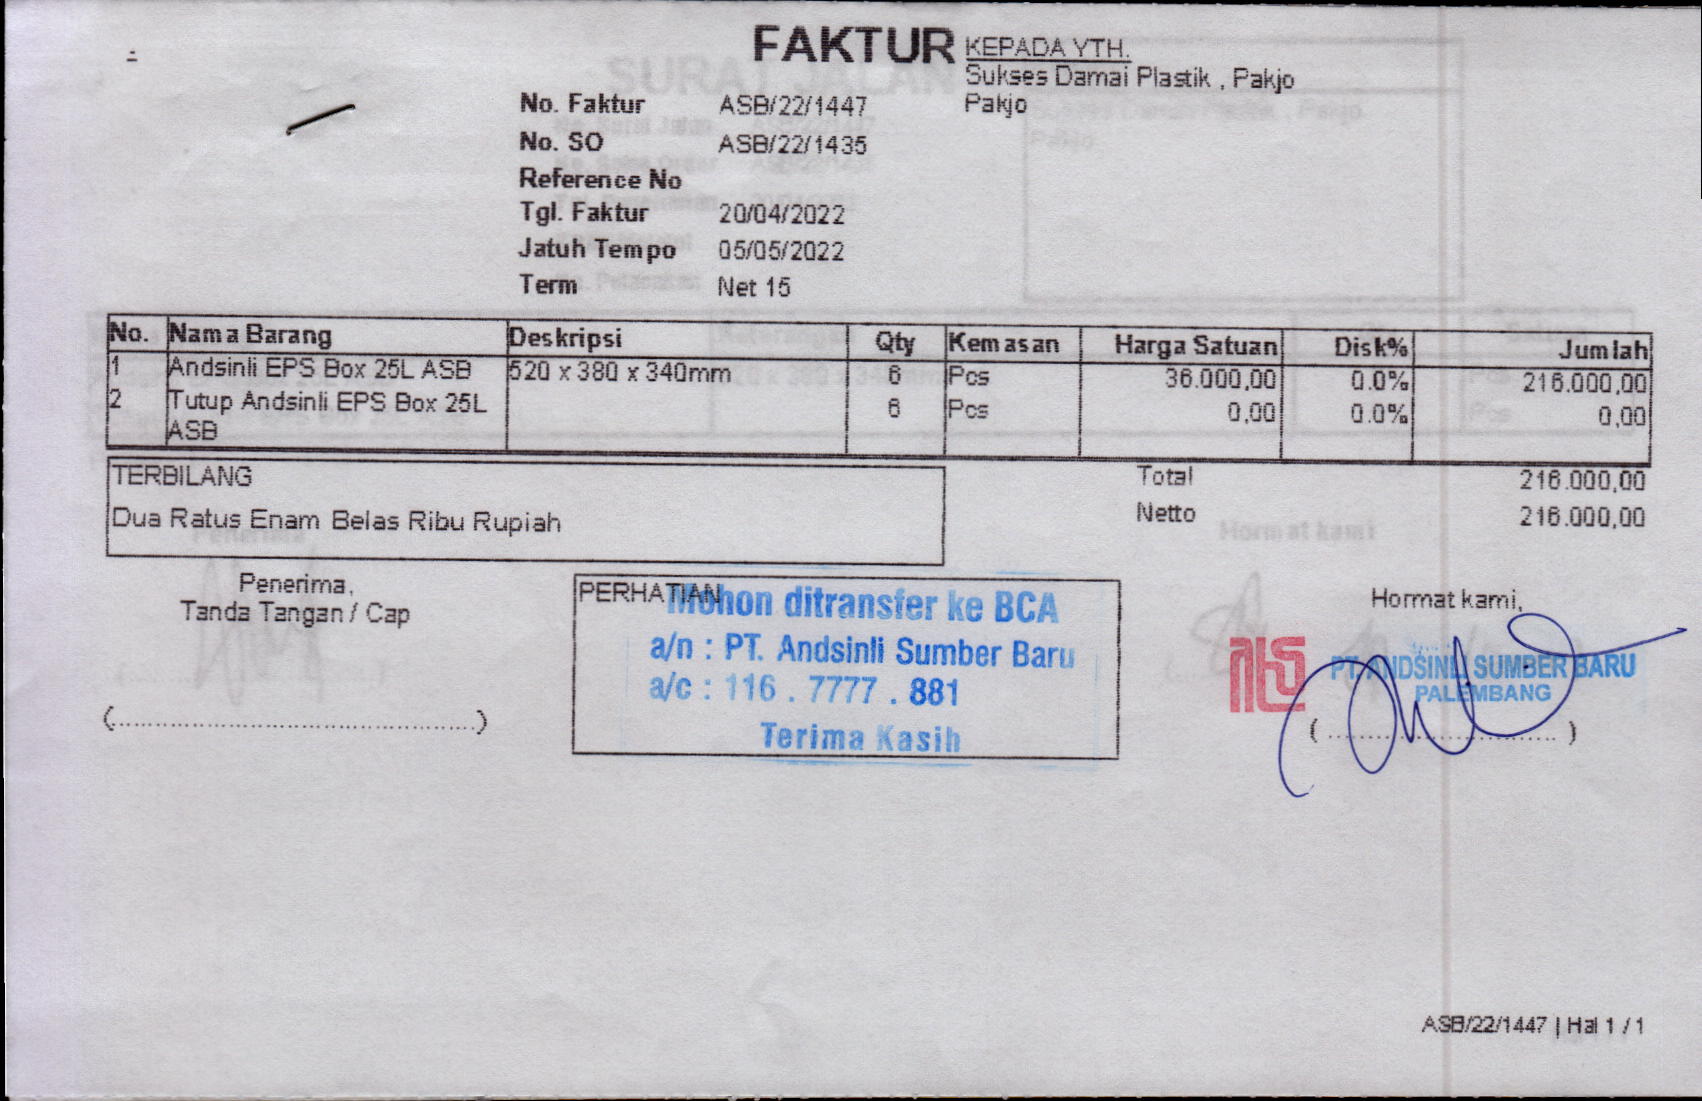 FAKTUR
KEPADA YTH.
Sukses Damai Plastik , Pakjo
Pakjo
No. Faktur ASB/22/1447
No. SO ASB/22/1435
Reference No
Tgl. Faktur 20/04/2022
Jatuh Tempo 05/05/2022
Term Net 15
No. Nama Barang Deskripsi Qty Kemasan Harga Satuan Disk% Jumlah
1 Andsinli EPS Box 25L ASB 520 x 380 x 340mm 6 Pcs 36.000,00 0.0% 216.000,00
2 Tutup Andsinli EPS Box 25L 6 Pcs 0,00 0.0% 0,00
ASB
TERBILANG
Dua Ratus Enam Belas Ribu Rupiah
Total 216.000,00
Netto 216.000,00
Penerima,
Tanda Tangan / Cap
(................................................)
PERHATIAN
Mohon ditransfer ke BCA
a/n : PT. Andsinli Sumber Baru
a/c : 116 . 7777 . 881
Terima Kasih
Hormat kami,
PT. ANDSINLI SUMBER BARU
PALEMBANG
( .............................. )
ASB/22/1447 | Hal 1 / 1